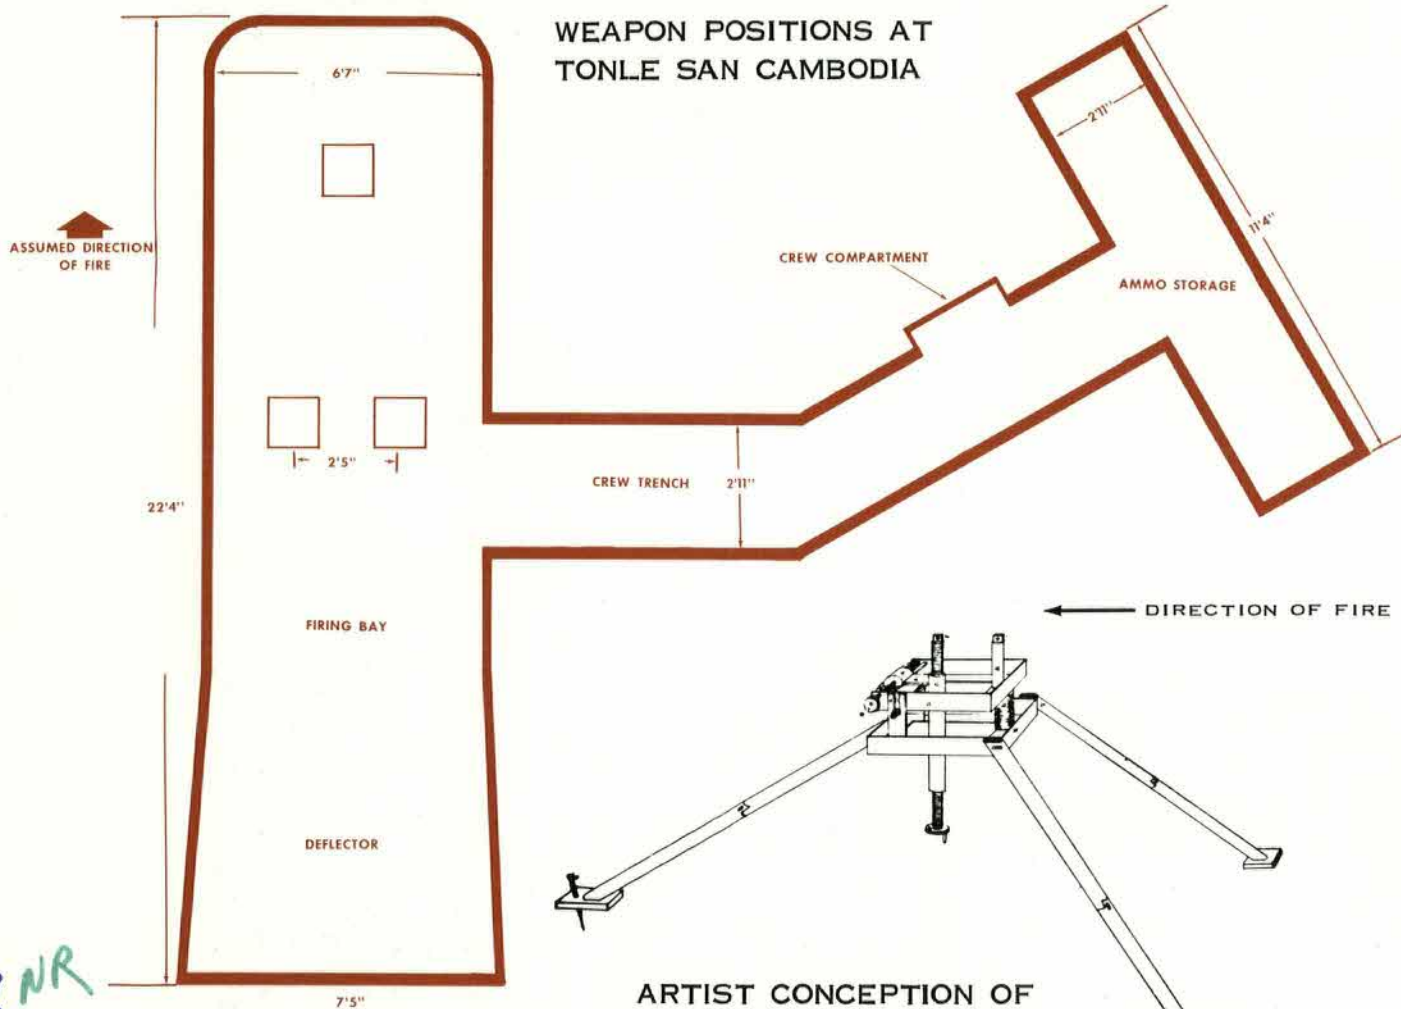 WEAPON POSITIONS AT
TONLE SAN CAMBODIA
6'7"
2'11"
11'4"
ASSUMED DIRECTION
OF FIRE
CREW COMPARTMENT
AMMO STORAGE
2'5"
CREW TRENCH
2'11"
22'4"
FIRING BAY
DIRECTION OF FIRE
DEFLECTOR
NR
7'5"
ARTIST CONCEPTION OF